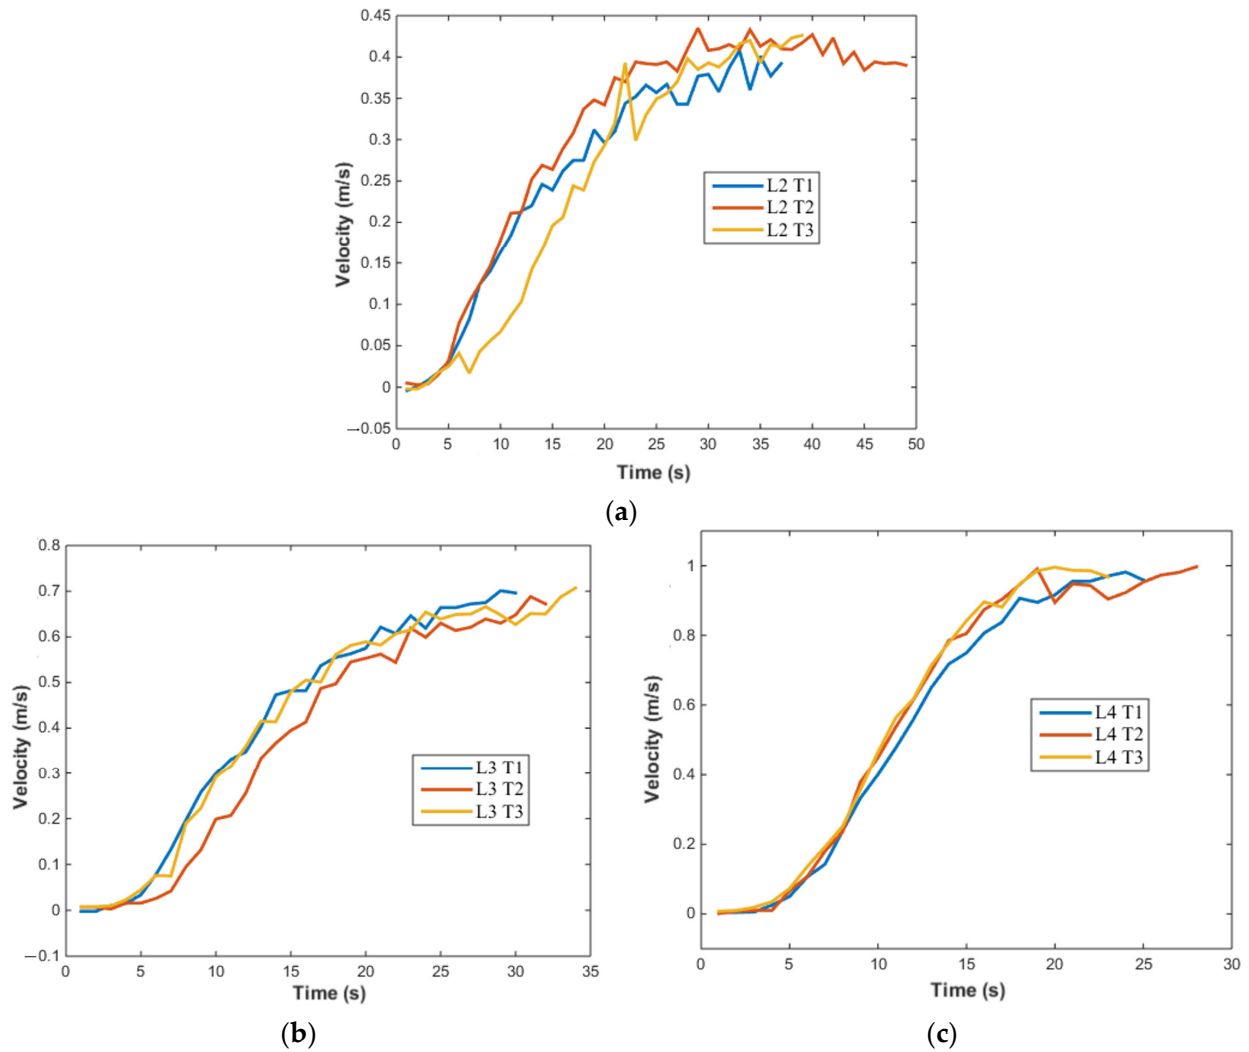 0.45
0.4
0.35
0.3
0.25
0.2
0.15
0.1
0.05
0
—0.05
Velocity (m/s)
L2 T1
L2 T2
L2 T3
0 5 10 15 20 25 30 35 40 45 50
Time (s)
(a)
0.8
0.7
0.6
0.5
0.4
0.3
0.2
0.1
0
—0.1
Velocity (m/s)
L3 T1
L3 T2
L3 T3
0 5 10 15 20 25 30 35
Time (s)
(b)
1
0.8
0.6
0.4
0.2
0
Velocity (m/s)
L4 T1
L4 T2
L4 T3
0 5 10 15 20 25 30
Time (s)
(c)